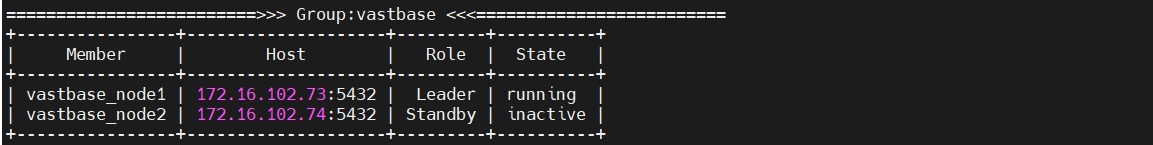 =========================>>> Group:vastbase <<<=========================
+----------------+--------------------+---------+----------+
|     Member     |        Host        |   Role  |  State   |
+----------------+--------------------+---------+----------+
| vastbase_node1 | 172.16.102.73:5432 |  Leader | running  |
| vastbase_node2 | 172.16.102.74:5432 | Standby | inactive |
+----------------+--------------------+---------+----------+